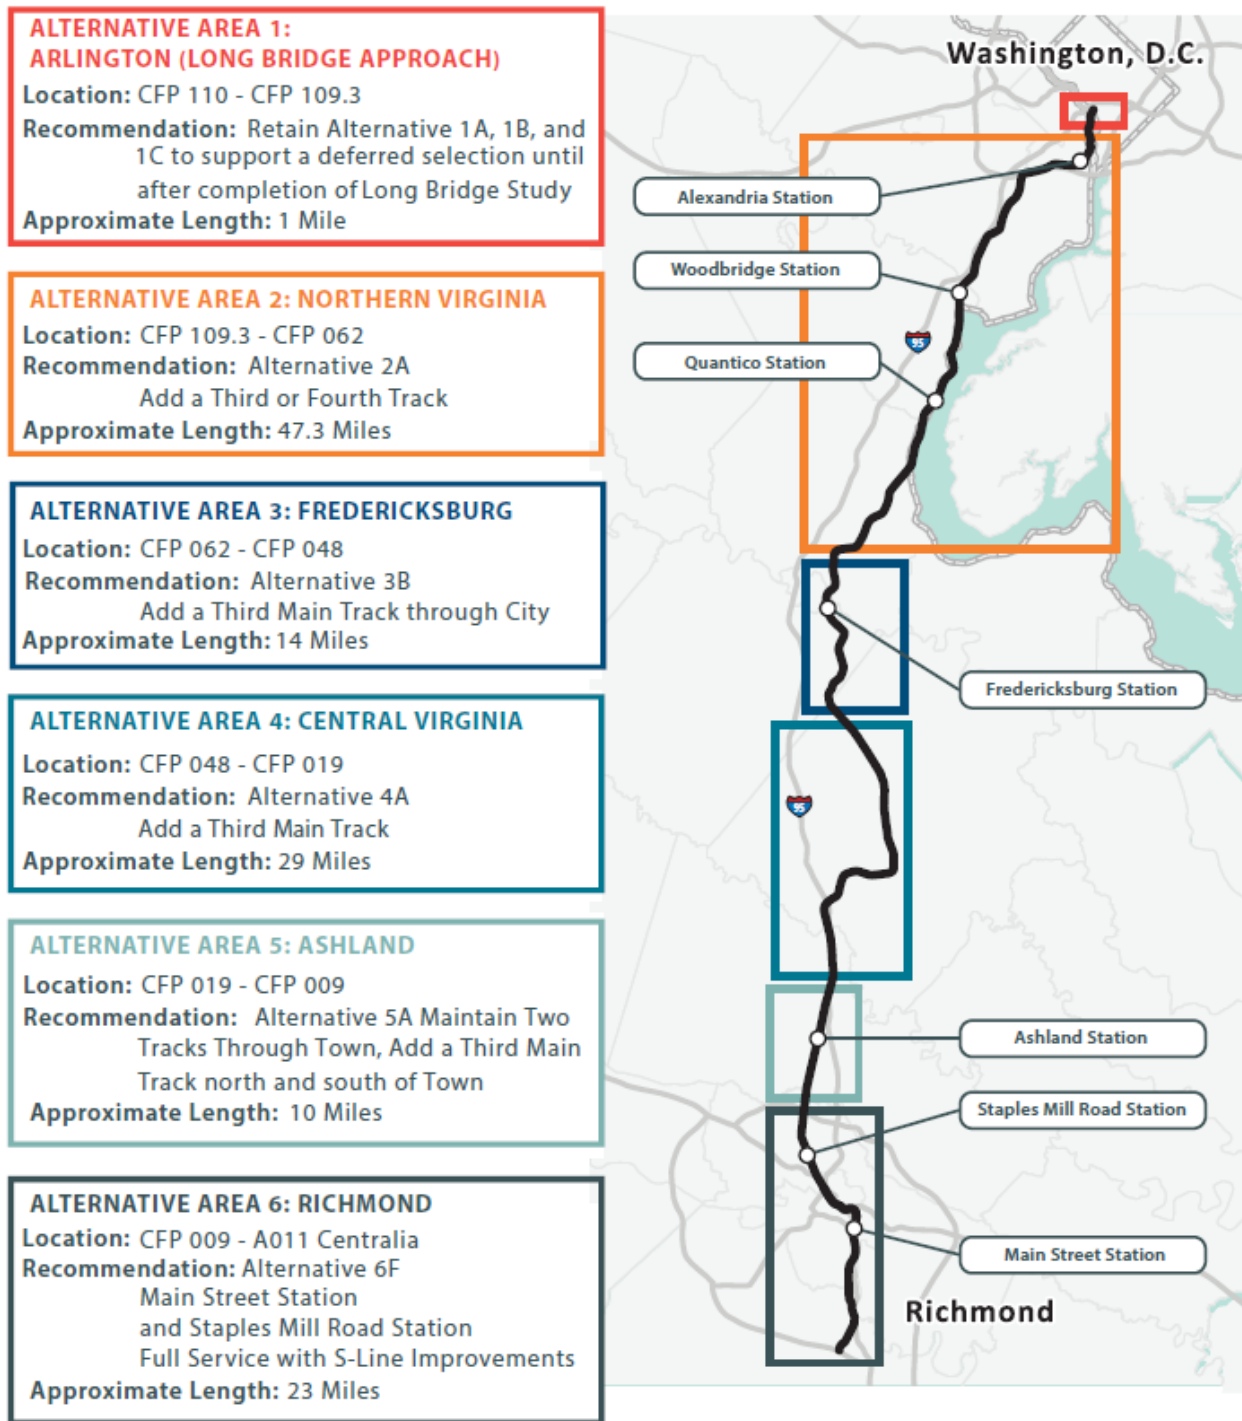 ALTERNATIVE AREA 1:
ARLINGTON (LONG BRIDGE APPROACH)
Location: CFP 110 - CFP 109.3
Recommendation: Retain Alternative 1A, 1B, and
1C to support a deferred selection until
after completion of Long Bridge Study
Approximate Length: 1 Mile
ALTERNATIVE AREA 2: NORTHERN VIRGINIA
Location: CFP 109.3 - CFP 062
Recommendation: Alternative 2A
Add a Third or Fourth Track
Approximate Length: 47.3 Miles
ALTERNATIVE AREA 3: FREDERICKSBURG
Location: CFP 062 - CFP 048
Recommendation: Alternative 3B
Add a Third Main Track through City
Approximate Length: 14 Miles
ALTERNATIVE AREA 4: CENTRAL VIRGINIA
Location: CFP 048 - CFP 019
Recommendation: Alternative 4A
Add a Third Main Track
Approximate Length: 29 Miles
ALTERNATIVE AREA 5: ASHLAND
Location: CFP 019 - CFP 009
Recommendation: Alternative 5A Maintain Two
Tracks Through Town, Add a Third Main
Track north and south of Town
Approximate Length: 10 Miles
ALTERNATIVE AREA 6: RICHMOND
Location: CFP 009 - A011 Centralia
Recommendation: Alternative 6F
Main Street Station
and Staples Mill Road Station
Full Service with S-Line Improvements
Approximate Length: 23 Miles
Washington, D.C.
Alexandria Station
Woodbridge Station
95
Quantico Station
Fredericksburg Station
95
Ashland Station
Staples Mill Road Station
Main Street Station
Richmond